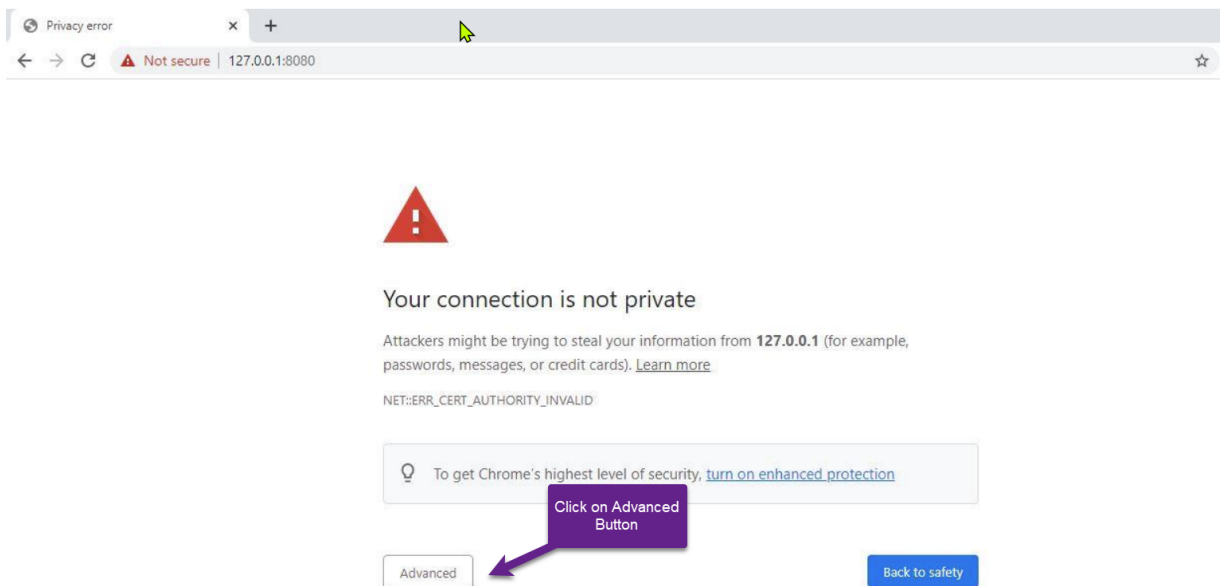 Privacy error
Not secure 127.0.0.1:8080
Your connection is not private
Attackers might be trying to steal your information from 127.0.0.1 (for example,
passwords, messages, or credit cards). Learn more
NET::ERR_CERT_AUTHORITY_INVALID
To get Chrome's highest level of security, turn on enhanced protection
Click on Advanced
Button
Advanced
Back to safety